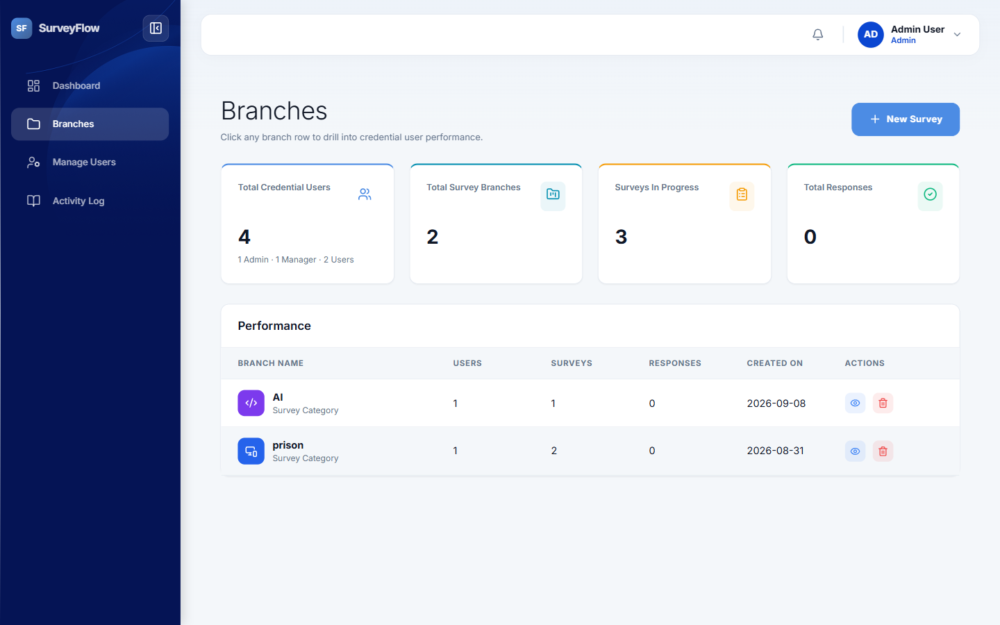 SF SurveyFlow
Dashboard
Branches
Manage Users
Activity Log
AD Admin User
Admin
Branches
Click any branch row to drill into credential user performance.
New Survey
Total Credential Users
4
1 Admin · 1 Manager · 2 Users
Total Survey Branches
2
Surveys In Progress
3
Total Responses
0
Performance
BRANCH NAME USERS SURVEYS RESPONSES CREATED ON ACTIONS
AI
Survey Category
1 1 0 2026-09-08
prison
Survey Category
1 2 0 2026-08-31